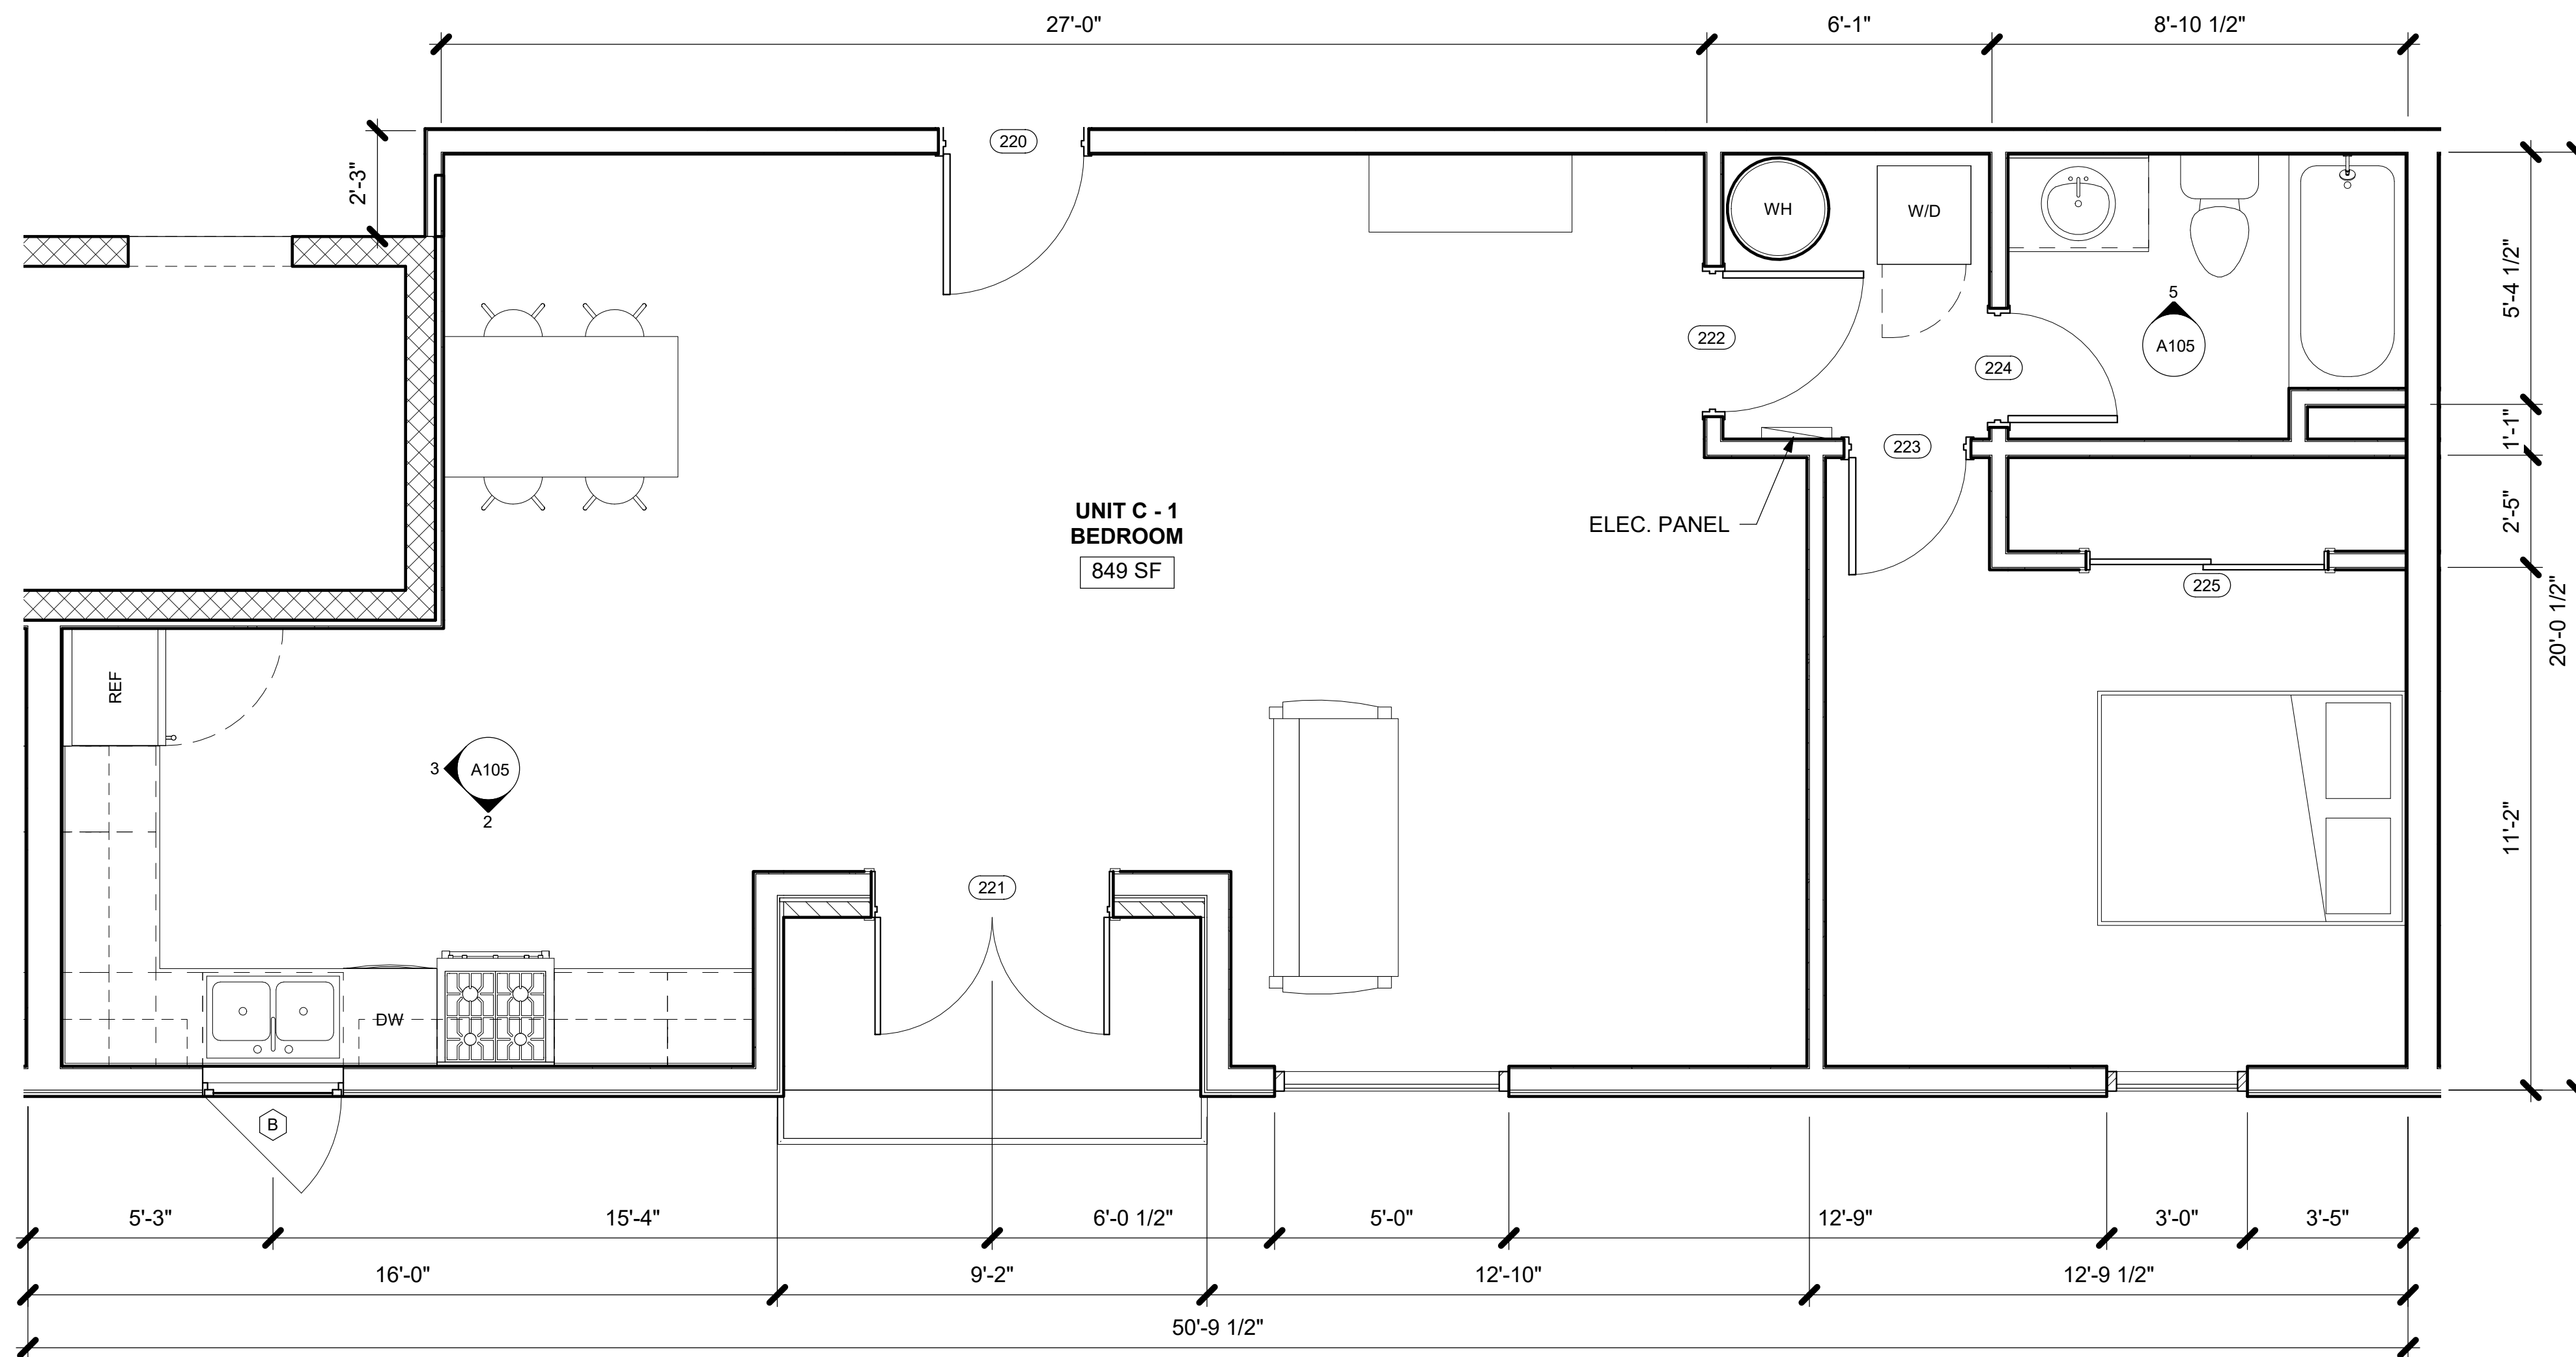 27'-0"
6'-1"
8'-10 1/2"
2'-3"
220
WH
W/D
5'-4 1/2"
5
A105
222
224
1'-1"
223
UNIT C - 1
BEDROOM
849 SF
ELEC. PANEL
2'-5"
225
20'-0 1/2"
REF
3
A105
2
11'-2"
221
DW
B
5'-3"
15'-4"
6'-0 1/2"
5'-0"
12'-9"
3'-0"
3'-5"
16'-0"
9'-2"
12'-10"
12'-9 1/2"
50'-9 1/2"